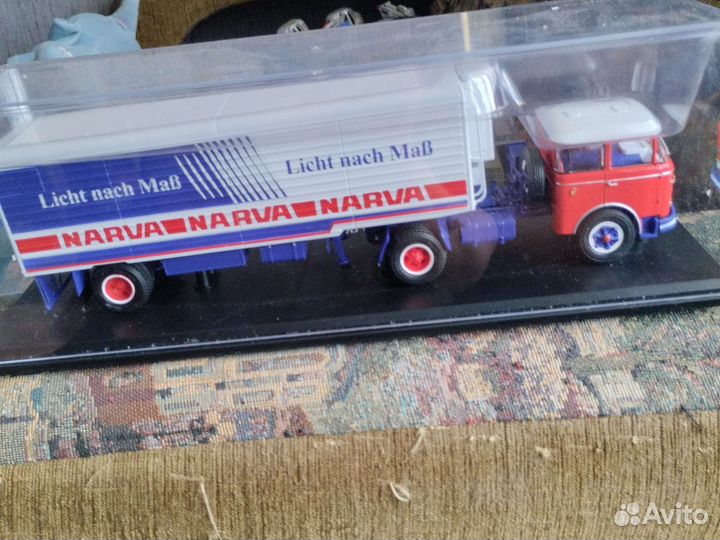 Licht nach Maß
Licht nach Maß
NARVA NARVA NARVA
Avito